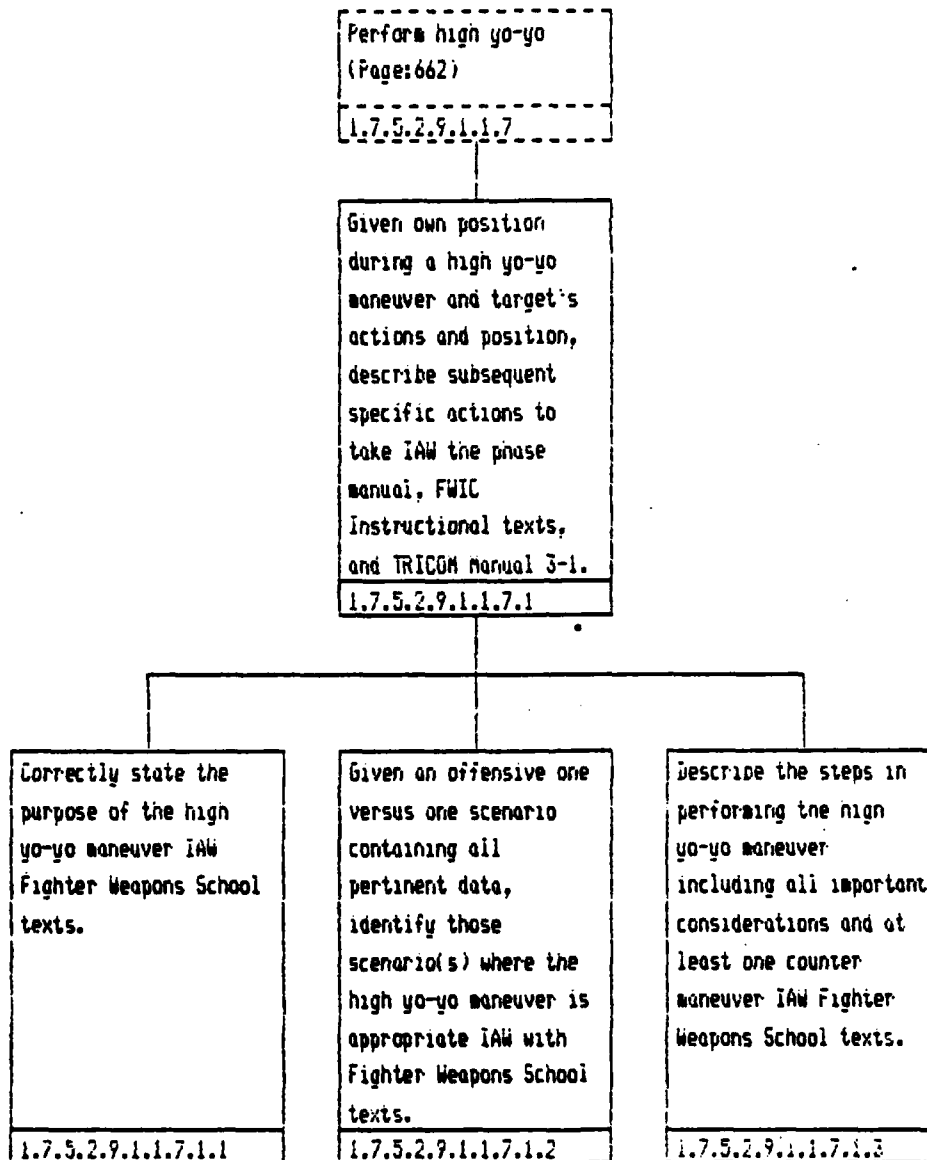 Perform high yo-yo
(Page:662)
1.7.5.2.9.1.1.7
Given own position
during a high yo-yo
maneuver and target's
actions and position,
describe subsequent
specific actions to
take IAW the phase
manual, FWIC
Instructional texts,
and TRICOM Manual 3-1.
1.7.5.2.9.1.1.7.1
Correctly state the
purpose of the high
yo-yo maneuver IAW
Fighter Weapons School
texts.
1.7.5.2.9.1.1.7.1.1
Given an offensive one
versus one scenario
containing all
pertinent data,
identify those
scenario(s) where the
high yo-yo maneuver is
appropriate IAW with
Fighter Weapons School
texts.
1.7.5.2.9.1.1.7.1.2
Describe the steps in
performing the high
yo-yo maneuver
including all important
considerations and at
least one counter
maneuver IAW Fighter
Weapons School texts.
1.7.5.2.9.1.1.7.1.3